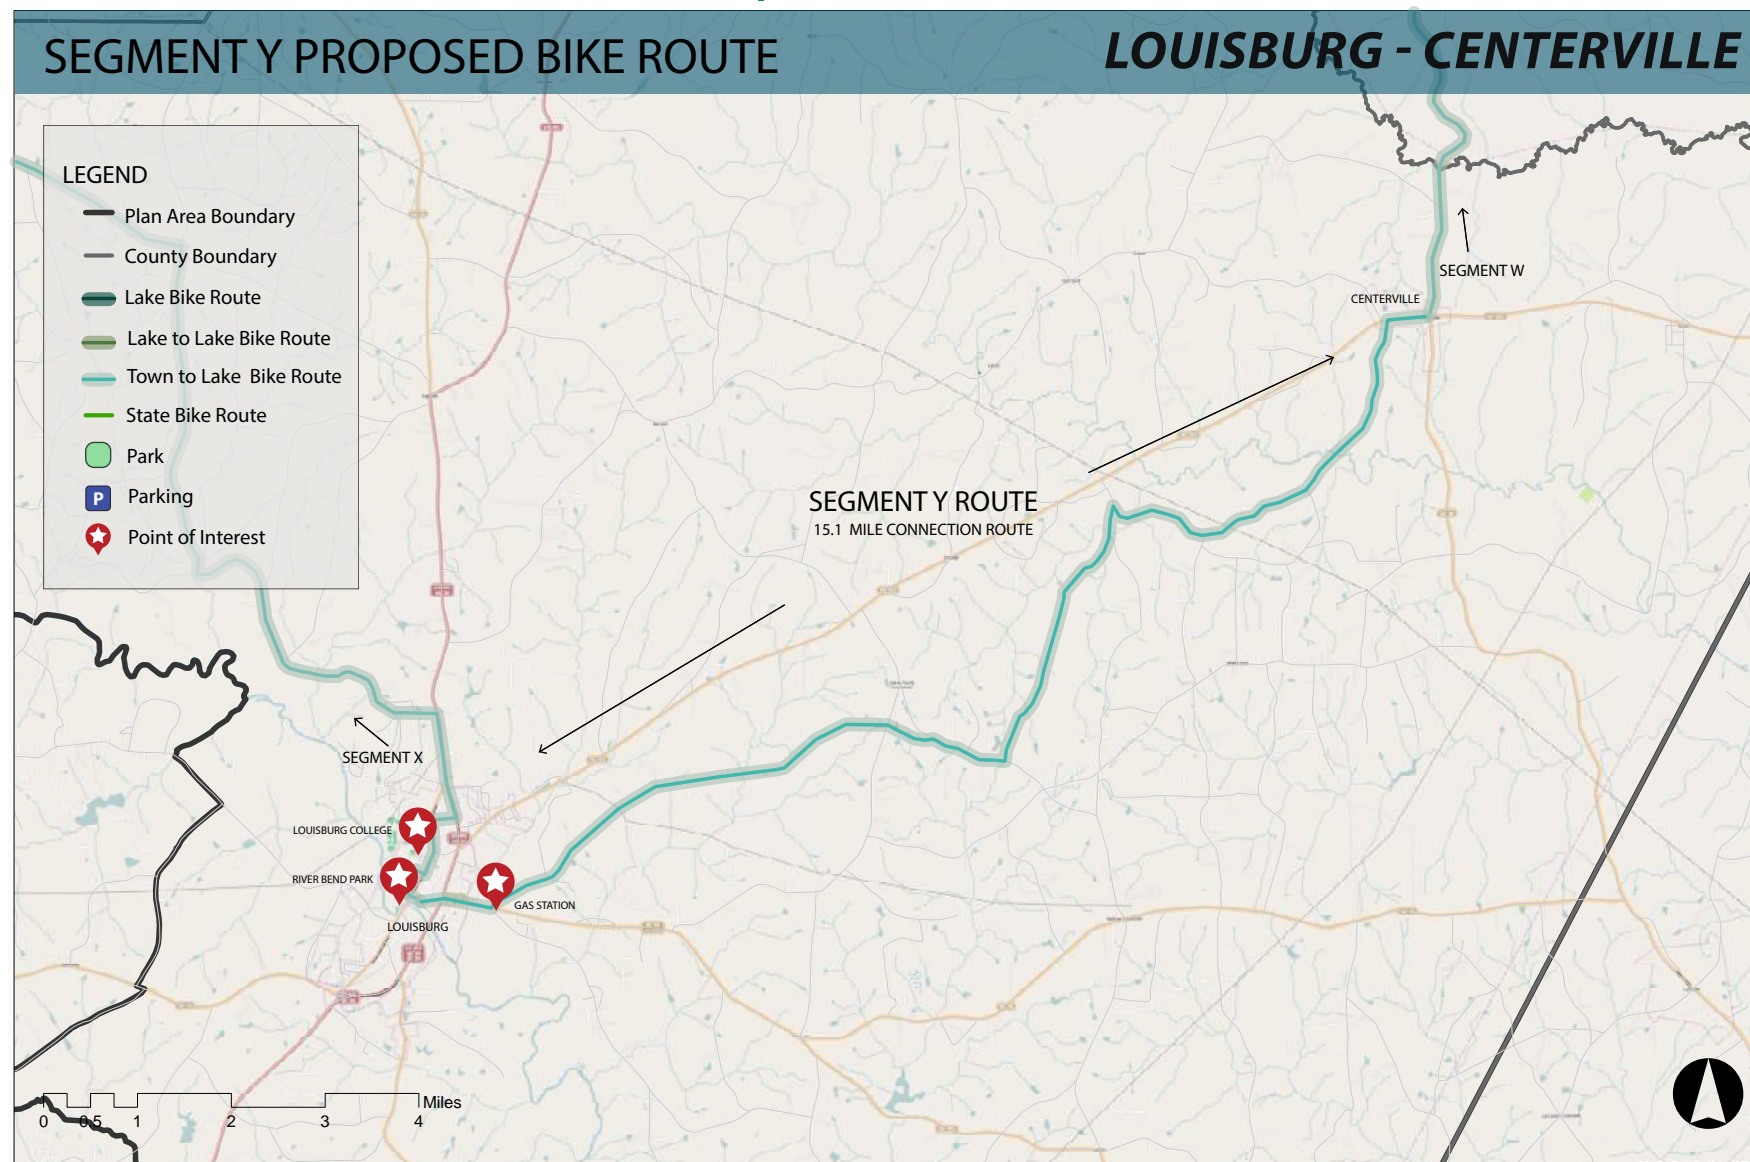 SEGMENT Y PROPOSED BIKE ROUTE
LOUISBURG - CENTERVILLE
LEGEND
Plan Area Boundary
County Boundary
Lake Bike Route
Lake to Lake Bike Route
Town to Lake Bike Route
State Bike Route
Park
P Parking
Point of Interest
SEGMENT W
CENTERVILLE
SEGMENT Y ROUTE
15.1 MILE CONNECTION ROUTE
SEGMENT X
LOUISBURG COLLEGE
RIVER BEND PARK
GAS STATION
LOUISBURG
Miles
0 0.5 1 2 3 4